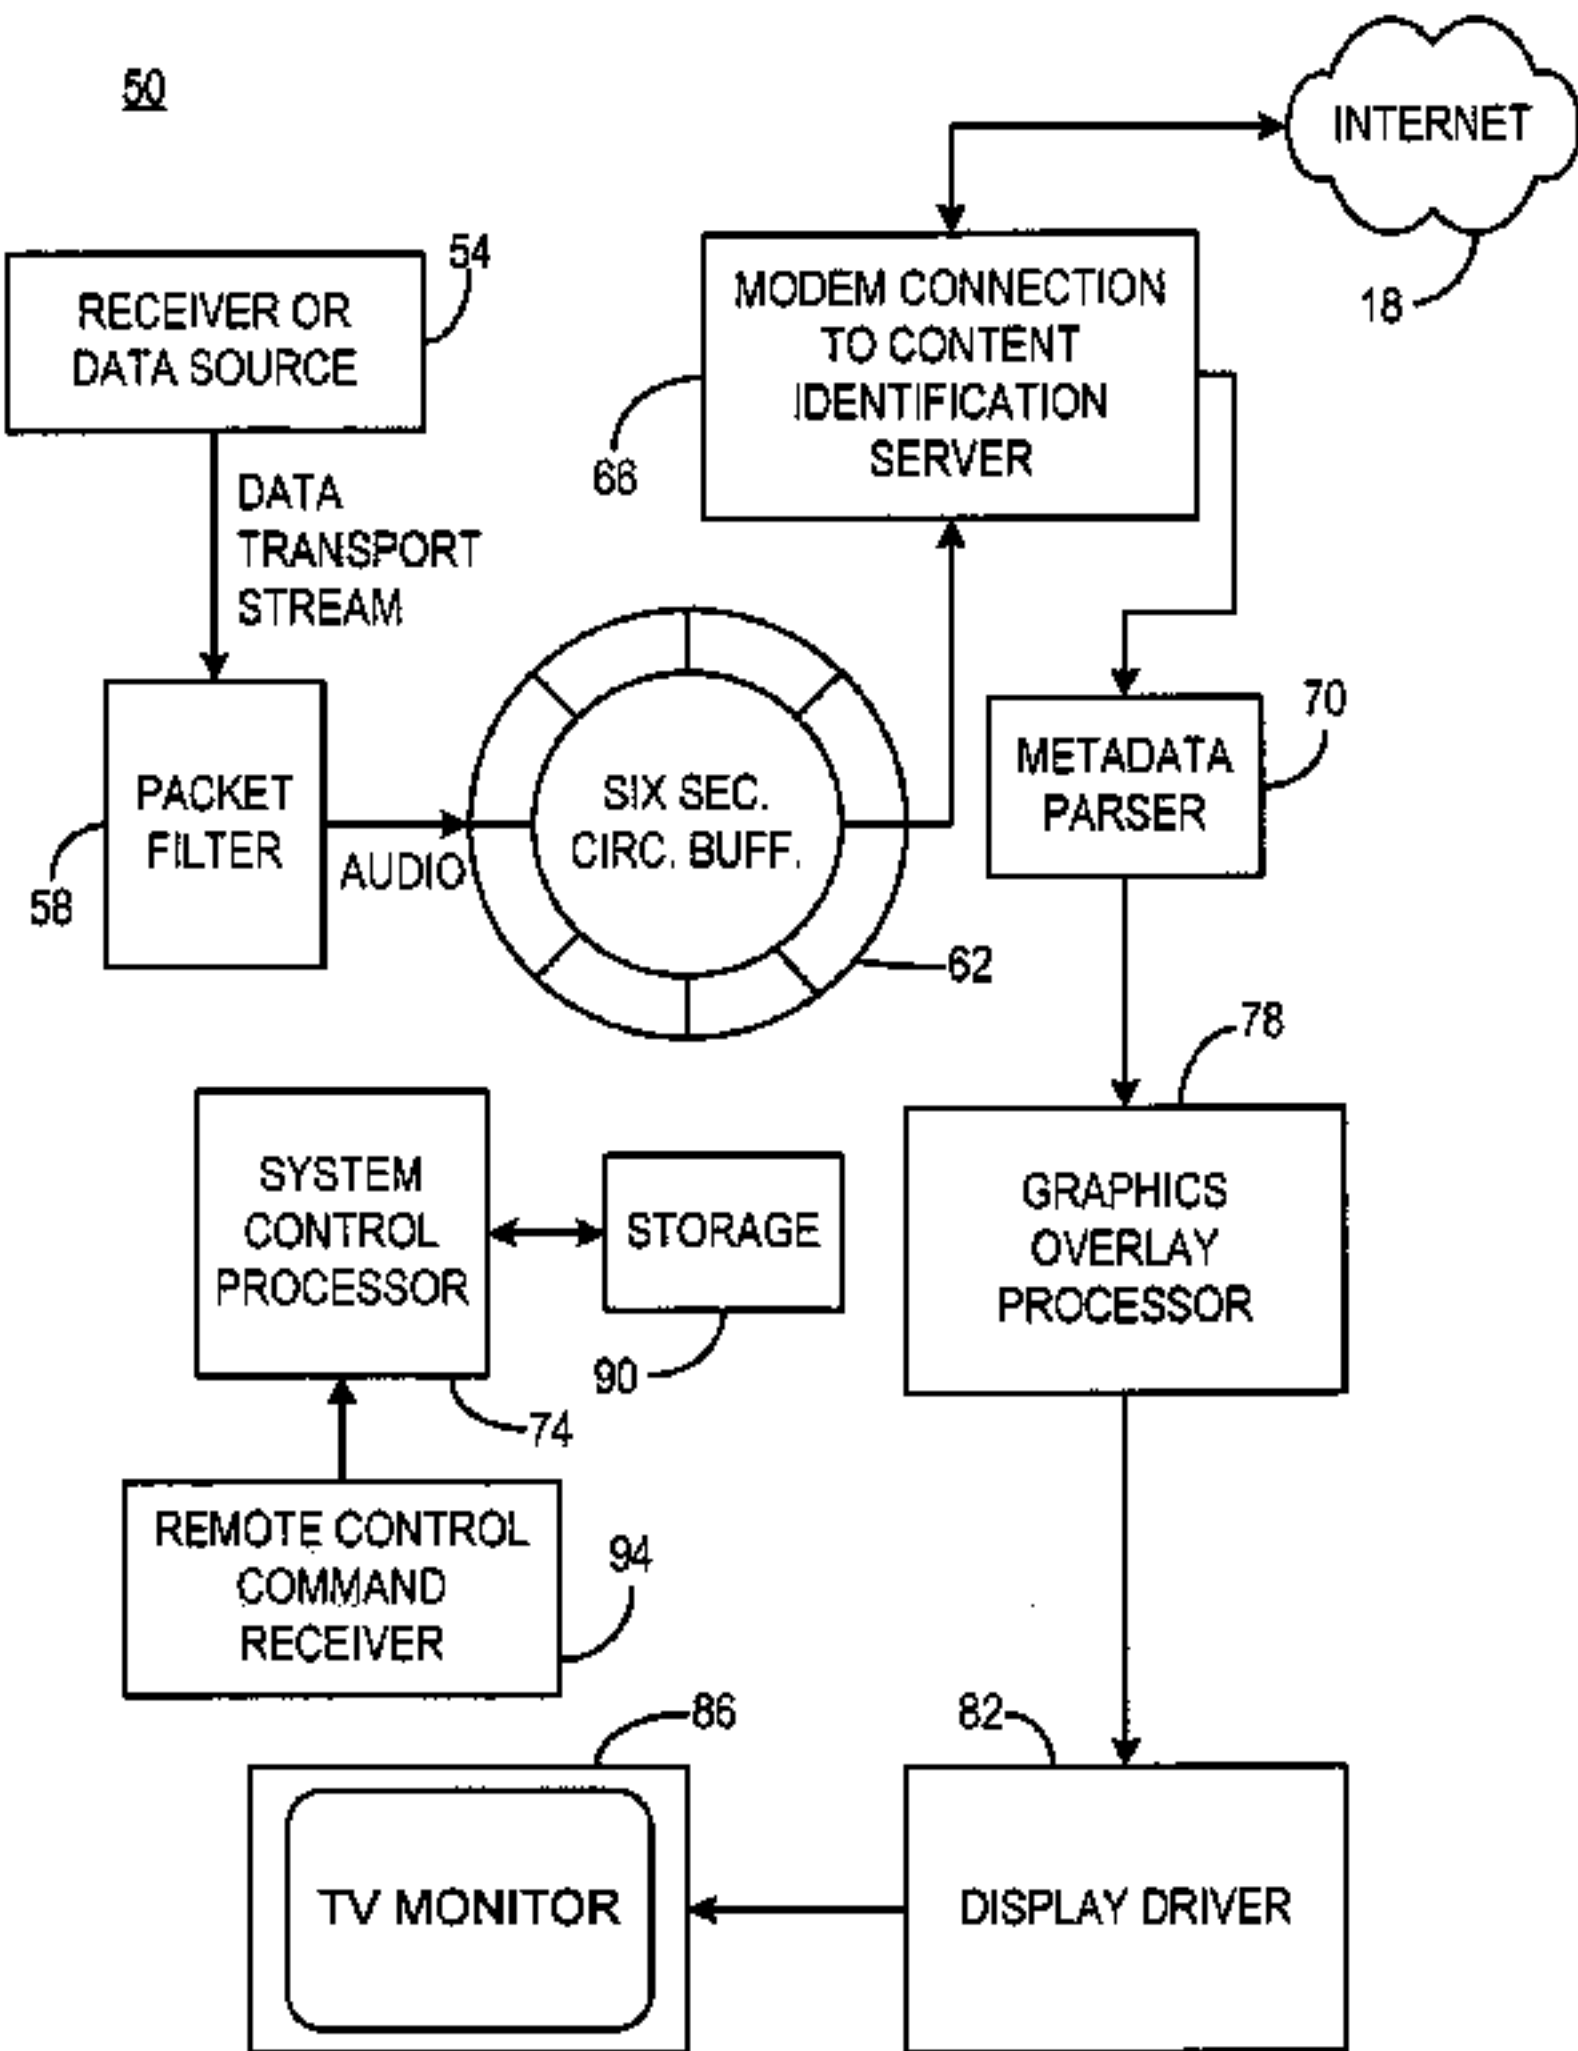 50
INTERNET
18
RECEIVER OR
DATA SOURCE
54
MODEM CONNECTION
TO CONTENT
IDENTIFICATION
SERVER
66
DATA
TRANSPORT
STREAM
PACKET
FILTER
58
AUDIO
SIX SEC.
CIRC. BUFF.
62
METADATA
PARSER
70
78
SYSTEM
CONTROL
PROCESSOR
74
STORAGE
90
GRAPHICS
OVERLAY
PROCESSOR
REMOTE CONTROL
COMMAND
RECEIVER
94
86
82
TV MONITOR
DISPLAY DRIVER